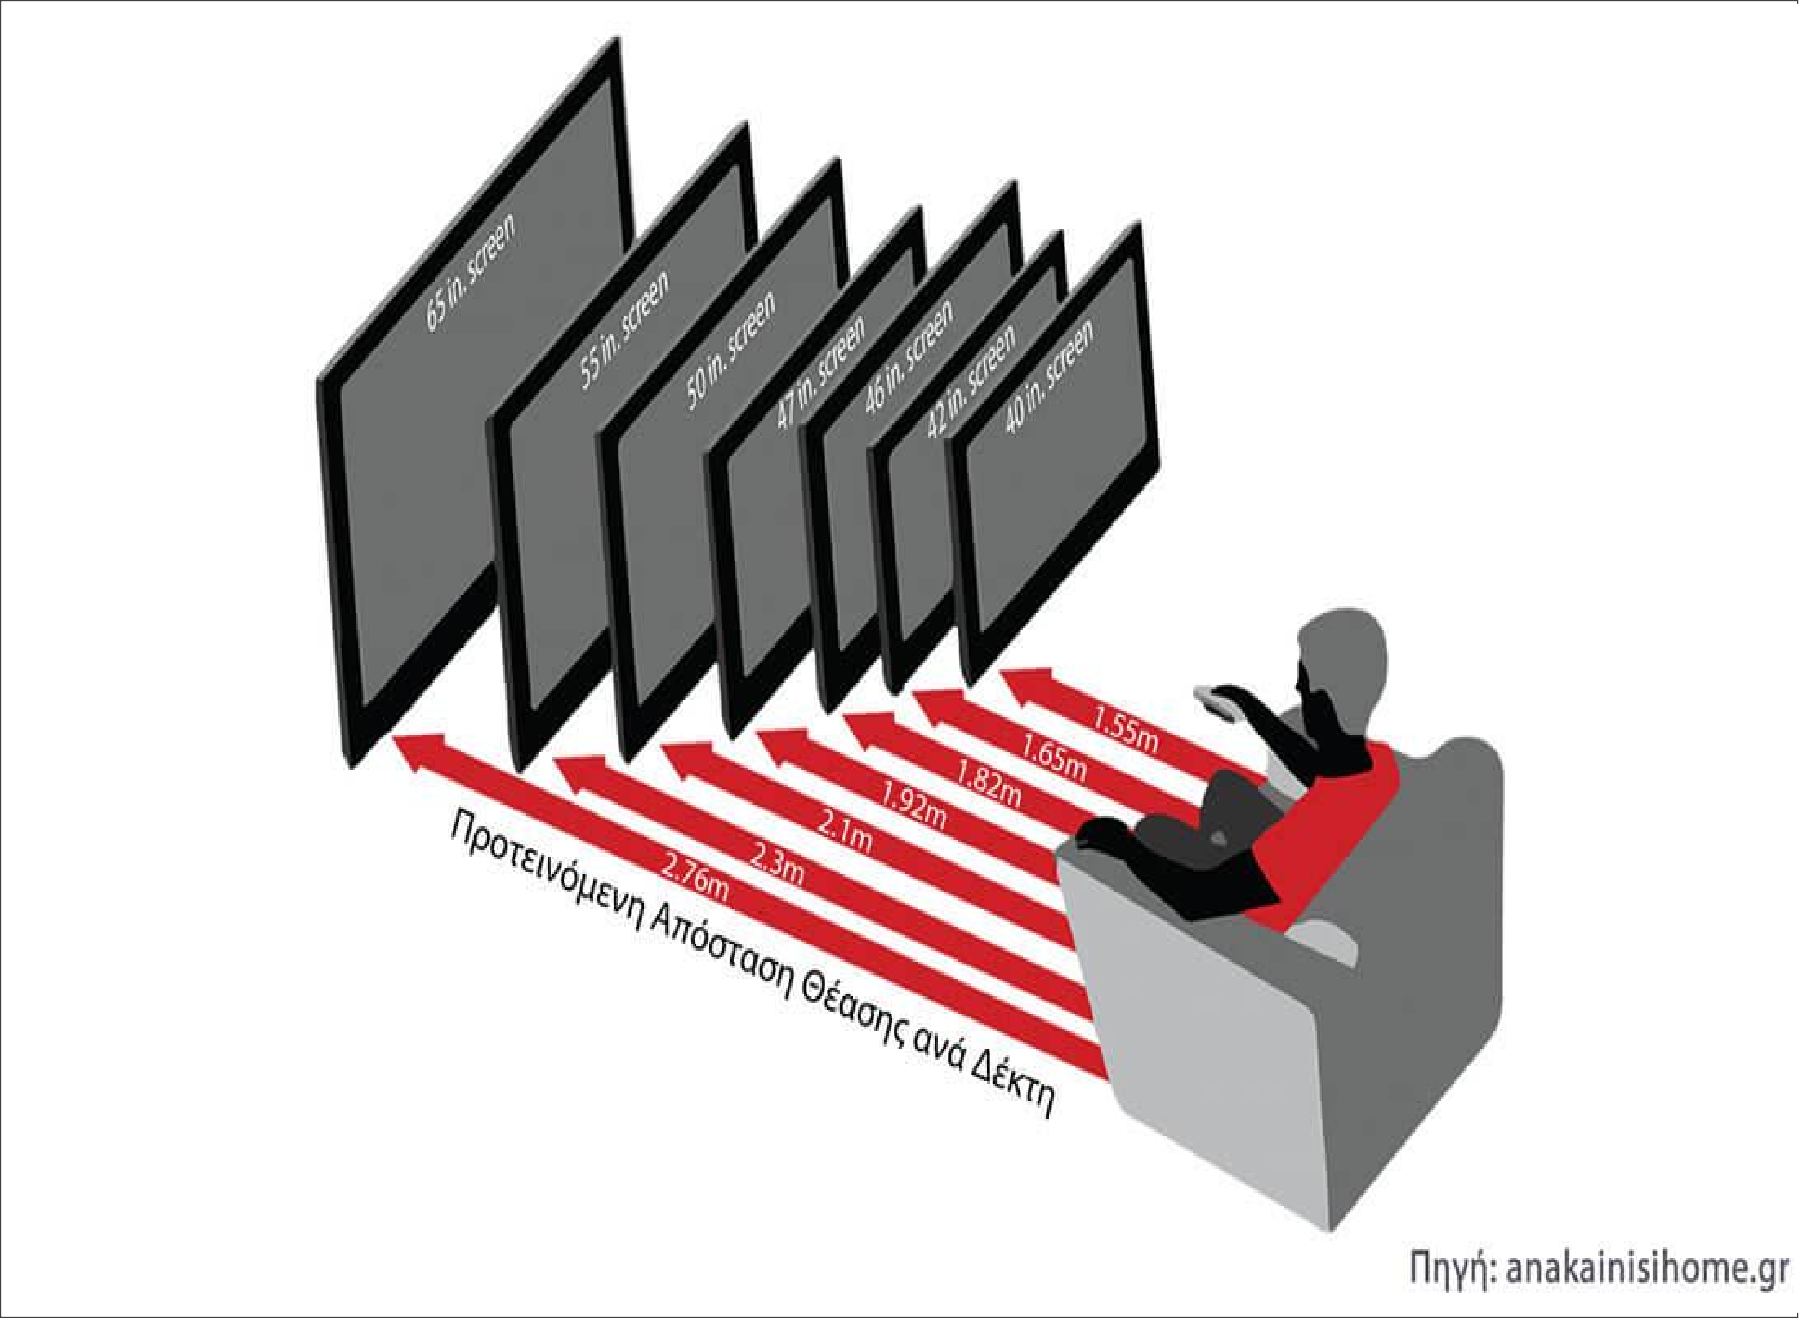 65 in. screen
55 in. screen
50 in. screen
47 in. screen
46 in. screen
42 in. screen
40 in. screen
1.55m
1.65m
1.82m
1.92m
2.1m
2.3m
2.76m
Προτεινόμενη Απόσταση Θέασης ανά Δέκτη
Πηγή: anakainisihome.gr